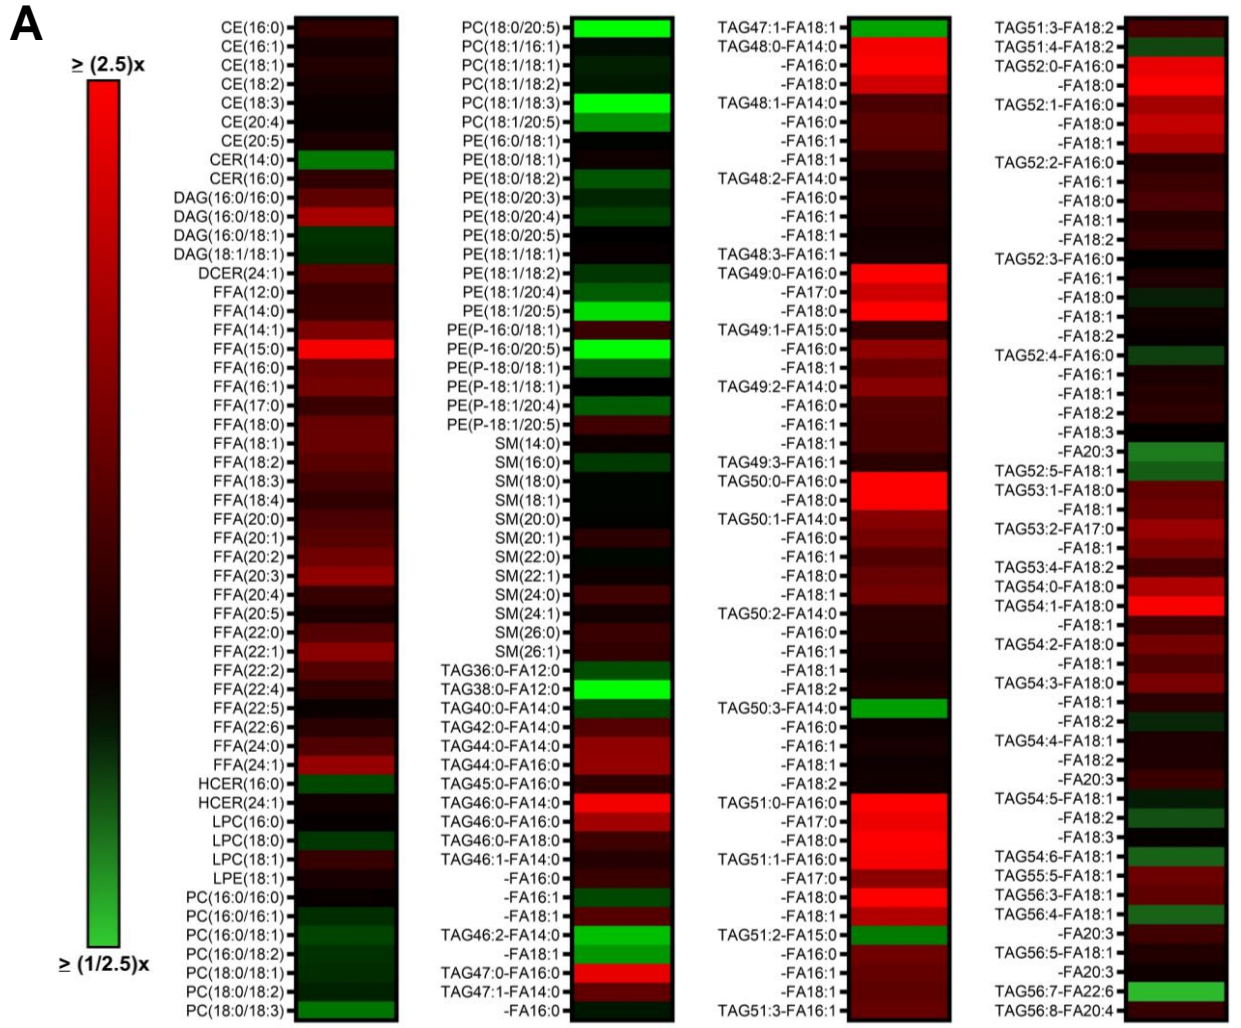 A
≥ (2.5)x
≥ (1/2.5)x
CE(16:0)
CE(16:1)
CE(18:1)
CE(18:2)
CE(18:3)
CE(20:4)
CE(20:5)
CER(14:0)
CER(16:0)
DAG(16:0/16:0)
DAG(16:0/18:0)
DAG(16:0/18:1)
DAG(18:1/18:1)
DCER(24:1)
FFA(12:0)
FFA(14:0)
FFA(14:1)
FFA(15:0)
FFA(16:0)
FFA(16:1)
FFA(17:0)
FFA(18:0)
FFA(18:1)
FFA(18:2)
FFA(18:3)
FFA(18:4)
FFA(20:0)
FFA(20:1)
FFA(20:2)
FFA(20:3)
FFA(20:4)
FFA(20:5)
FFA(22:0)
FFA(22:1)
FFA(22:2)
FFA(22:4)
FFA(22:5)
FFA(22:6)
FFA(24:0)
FFA(24:1)
HCER(16:0)
HCER(24:1)
LPC(16:0)
LPC(18:0)
LPC(18:1)
LPE(18:1)
PC(16:0/16:0)
PC(16:0/16:1)
PC(16:0/18:1)
PC(16:0/18:2)
PC(18:0/18:1)
PC(18:0/18:2)
PC(18:0/18:3)
PC(18:0/20:5)
PC(18:1/16:1)
PC(18:1/18:1)
PC(18:1/18:2)
PC(18:1/18:3)
PC(18:1/20:5)
PE(16:0/18:1)
PE(18:0/18:1)
PE(18:0/18:2)
PE(18:0/20:3)
PE(18:0/20:4)
PE(18:0/20:5)
PE(18:1/18:1)
PE(18:1/18:2)
PE(18:1/20:4)
PE(18:1/20:5)
PE(P-16:0/18:1)
PE(P-16:0/20:5)
PE(P-18:0/18:1)
PE(P-18:1/18:1)
PE(P-18:1/20:4)
PE(P-18:1/20:5)
SM(14:0)
SM(16:0)
SM(18:0)
SM(18:1)
SM(20:0)
SM(20:1)
SM(22:0)
SM(22:1)
SM(24:0)
SM(24:1)
SM(26:0)
SM(26:1)
TAG36:0-FA12:0
TAG38:0-FA12:0
TAG40:0-FA14:0
TAG42:0-FA14:0
TAG44:0-FA14:0
TAG44:0-FA16:0
TAG45:0-FA16:0
TAG46:0-FA14:0
TAG46:0-FA16:0
TAG46:0-FA18:0
TAG46:1-FA14:0
-FA16:0
-FA16:1
-FA18:1
TAG46:2-FA14:0
-FA18:1
TAG47:0-FA16:0
TAG47:1-FA14:0
-FA16:0
TAG47:1-FA18:1
TAG48:0-FA14:0
-FA16:0
-FA18:0
TAG48:1-FA14:0
-FA16:0
-FA16:1
-FA18:1
TAG48:2-FA14:0
-FA16:0
-FA16:1
-FA18:1
TAG48:3-FA16:1
TAG49:0-FA16:0
-FA17:0
-FA18:0
TAG49:1-FA15:0
-FA16:0
-FA18:1
TAG49:2-FA14:0
-FA16:0
-FA16:1
-FA18:1
TAG49:3-FA16:1
TAG50:0-FA16:0
-FA18:0
TAG50:1-FA14:0
-FA16:0
-FA16:1
-FA18:0
-FA18:1
TAG50:2-FA14:0
-FA16:0
-FA16:1
-FA18:1
-FA18:2
TAG50:3-FA14:0
-FA16:0
-FA16:1
-FA18:1
-FA18:2
TAG51:0-FA16:0
-FA17:0
-FA18:0
TAG51:1-FA16:0
-FA17:0
-FA18:0
-FA18:1
TAG51:2-FA15:0
-FA16:0
-FA16:1
-FA18:1
TAG51:3-FA16:1
TAG51:3-FA18:2
TAG51:4-FA18:2
TAG52:0-FA16:0
-FA18:0
TAG52:1-FA16:0
-FA18:0
-FA18:1
TAG52:2-FA16:0
-FA16:1
-FA18:0
-FA18:1
-FA18:2
TAG52:3-FA16:0
-FA16:1
-FA18:0
-FA18:1
-FA18:2
TAG52:4-FA16:0
-FA16:1
-FA18:1
-FA18:2
-FA18:3
-FA20:3
TAG52:5-FA18:1
TAG53:1-FA18:0
-FA18:1
TAG53:2-FA17:0
-FA18:1
TAG53:4-FA18:2
TAG54:0-FA18:0
TAG54:1-FA18:0
-FA18:1
TAG54:2-FA18:0
-FA18:1
TAG54:3-FA18:0
-FA18:1
-FA18:2
TAG54:4-FA18:1
-FA18:2
-FA20:3
TAG54:5-FA18:1
-FA18:2
-FA18:3
TAG54:6-FA18:1
TAG55:5-FA18:1
TAG56:3-FA18:1
TAG56:4-FA18:1
-FA20:3
TAG56:5-FA18:1
-FA20:3
TAG56:7-FA22:6
TAG56:8-FA20:4